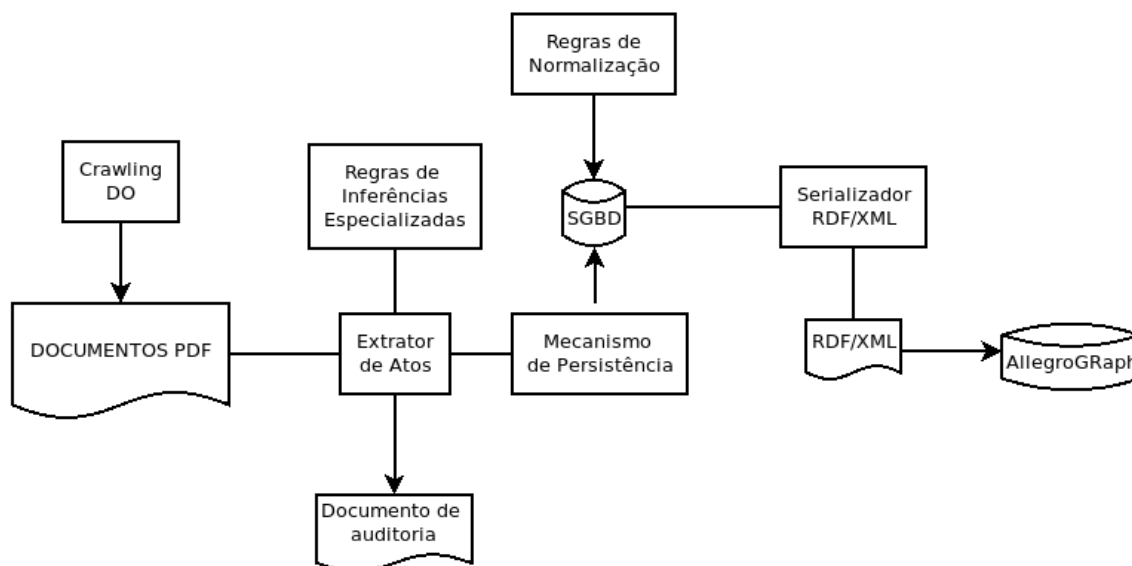 Regras de
Normalização
Crawling
DO
Regras de
Inferências
Especializadas
SGBD
Serializador
RDF/XML
DOCUMENTOS PDF
Extrator
de Atos
Mecanismo
de Persistência
RDF/XML
AllegroGRaph
Documento de
auditoria